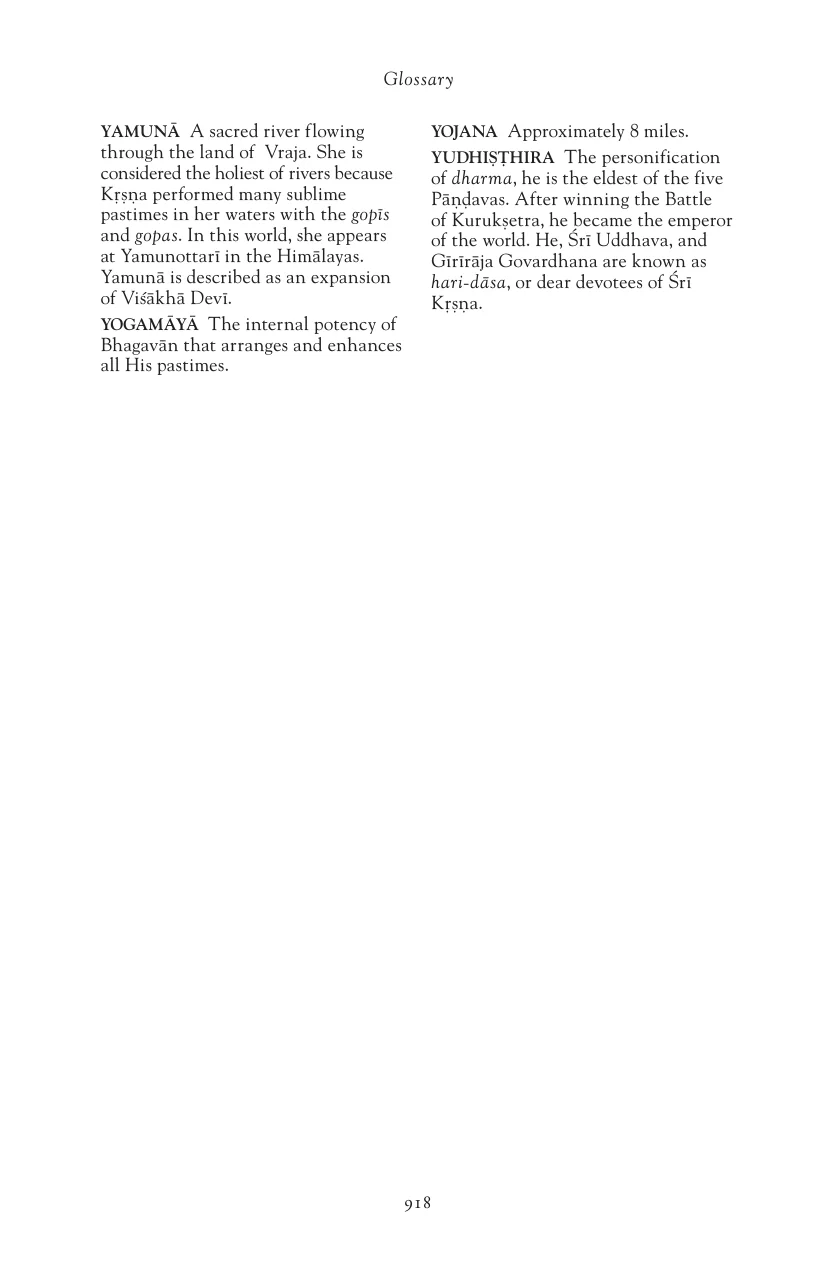 Glossary
YAMUNĀ A sacred river flowing
through the land of Vraja. She is
considered the holiest of rivers because
Kṛṣṇa performed many sublime
pastimes in her waters with the gopīs
and gopas. In this world, she appears
at Yamunottarī in the Himālayas.
Yamunā is described as an expansion
of Viśākhā Devī.
YOGAMĀYĀ The internal potency of
Bhagavān that arranges and enhances
all His pastimes.
YOJANA Approximately 8 miles.
YUDHIṢṬHIRA The personification
of dharma, he is the eldest of the five
Pāṇḍavas. After winning the Battle
of Kurukṣetra, he became the emperor
of the world. He, Śrī Uddhava, and
Gīrīrāja Govardhana are known as
hari-dāsa, or dear devotees of Śrī
Kṛṣṇa.
918